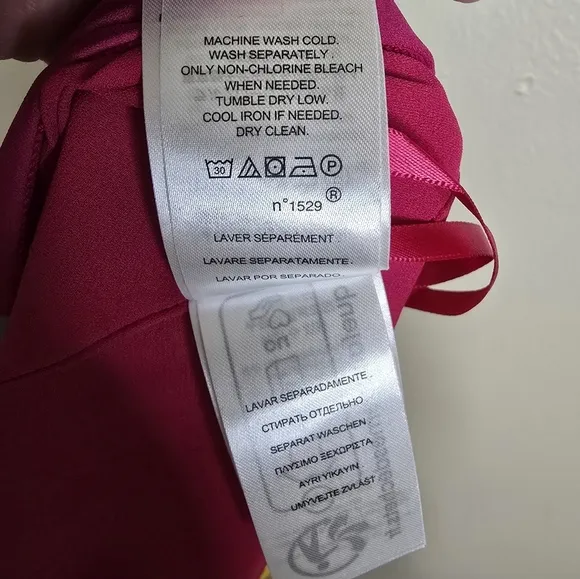 MACHINE WASH COLD.
WASH SEPARATELY.
ONLY NON-CHLORINE BLEACH
WHEN NEEDED.
TUMBLE DRY LOW.
COOL IRON IF NEEDED.
DRY CLEAN.
30 P
®
n°1529
LAVER SÉPARÉMENT.
LAVARE SEPARATAMENTE.
LAVAR POR SEPARADO
LAVAR SEPARADAMENTE.
СТИРАТЬ ОТДЕЛЬНО
SEPARAT WASCHEN
ΠΛΥΣΙΜΟ ΞΕΧΩΡΙΣΤΑ
AYRI YIKAYIN
UMYVEJTE ZVLÁŠT